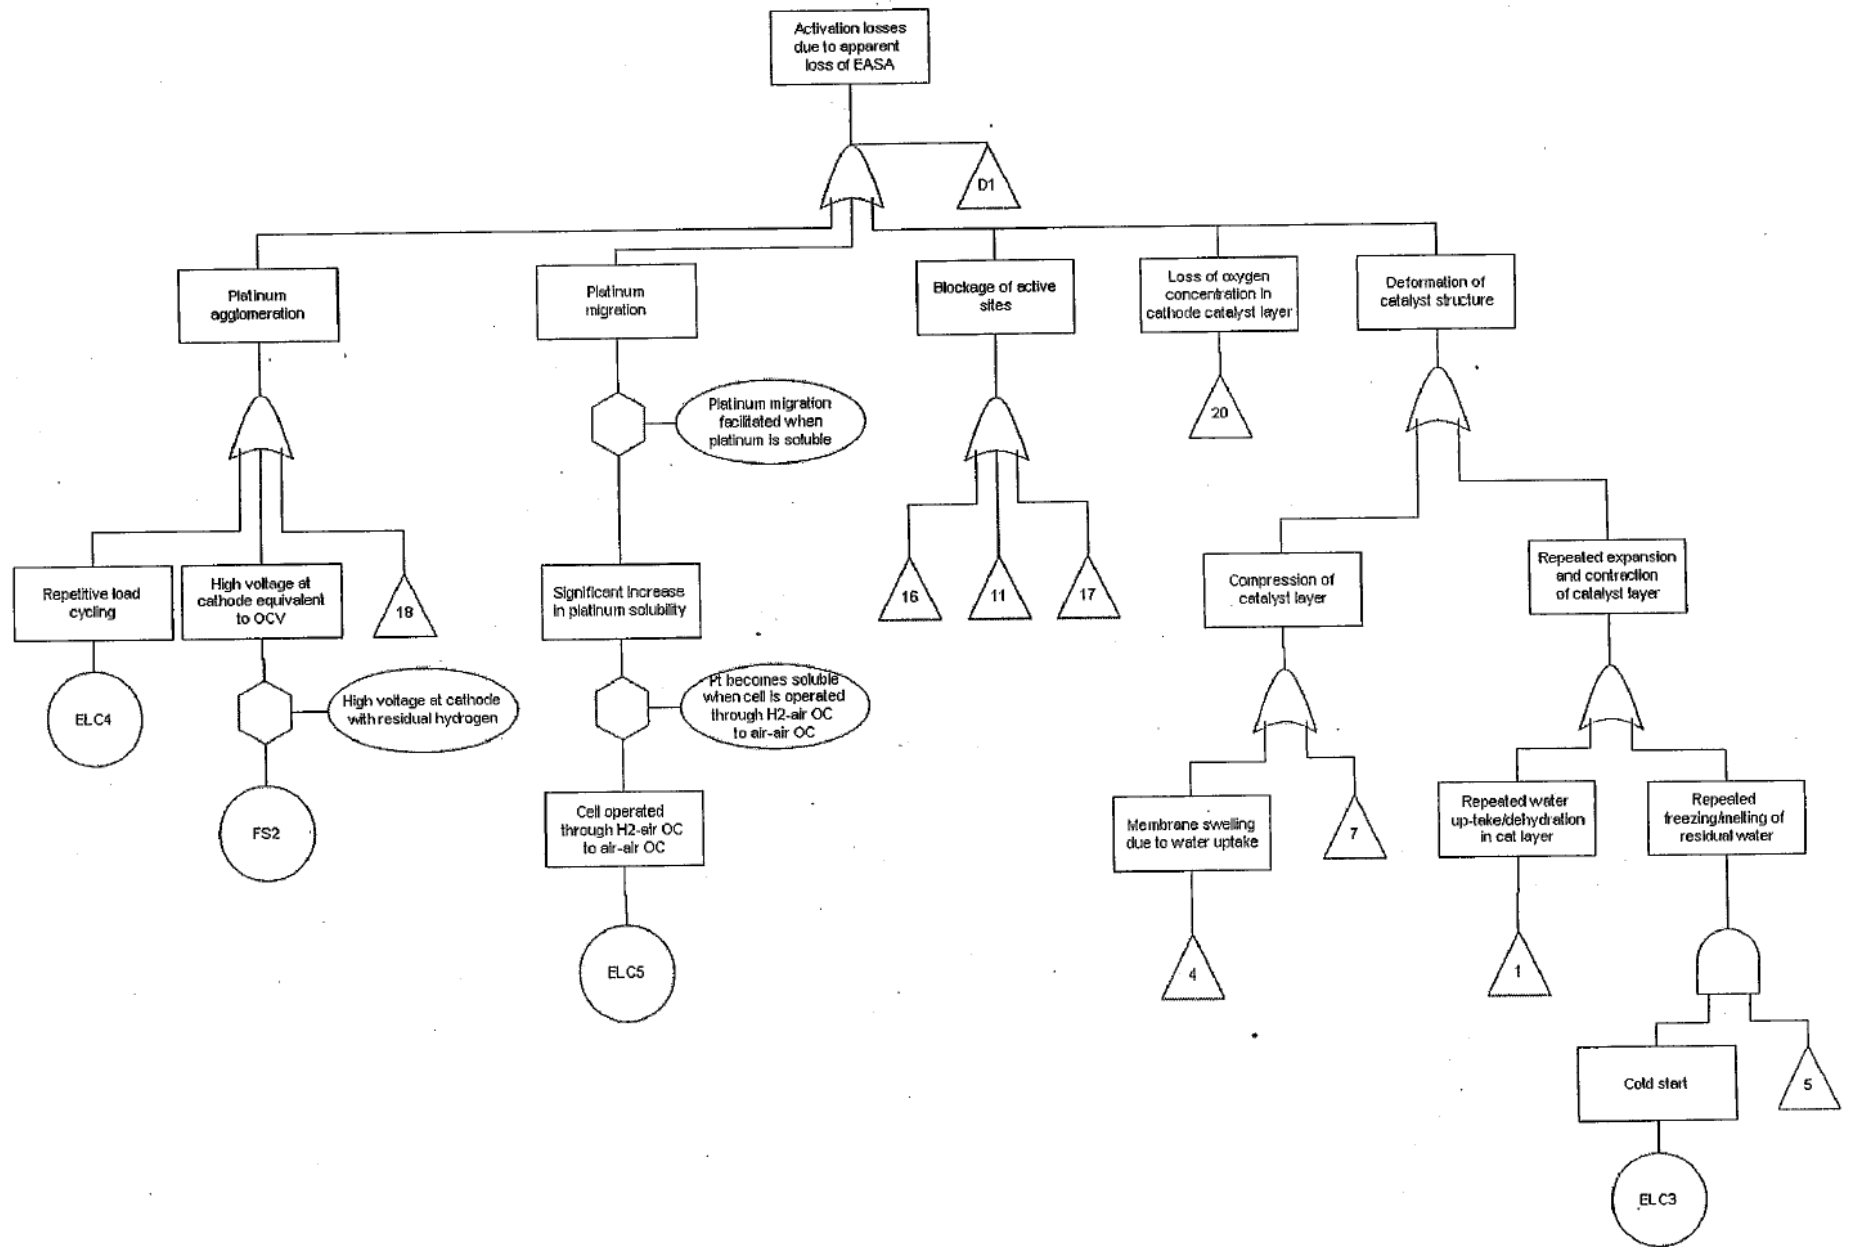 Activation losses
due to apparent
loss of EASA
D1
Platinum
agglomeration
Platinum
migration
Blockage of active
sites
Loss of oxygen
concentration in
cathode catalyst layer
Deformation of
catalyst structure
Platinum migration
facilitated when
platinum is soluble
20
Repetitive load
cycling
High voltage at
cathode equivalent
to OCV
18
Significant increase
in platinum solubility
16
11
17
Compression of
catalyst layer
Repeated expansion
and contraction
of catalyst layer
ELC4
High voltage at cathode
with residual hydrogen
Pt becomes soluble
when cell is operated
through H2-air OC
to air-air OC
FS2
Cell operated
through H2-air OC
to air-air OC
Membrane swelling
due to water uptake
7
Repeated water
up-take/dehydration
in cat layer
Repeated
freezing/melting of
residual water
ELC5
4
1
Cold start
5
ELC3